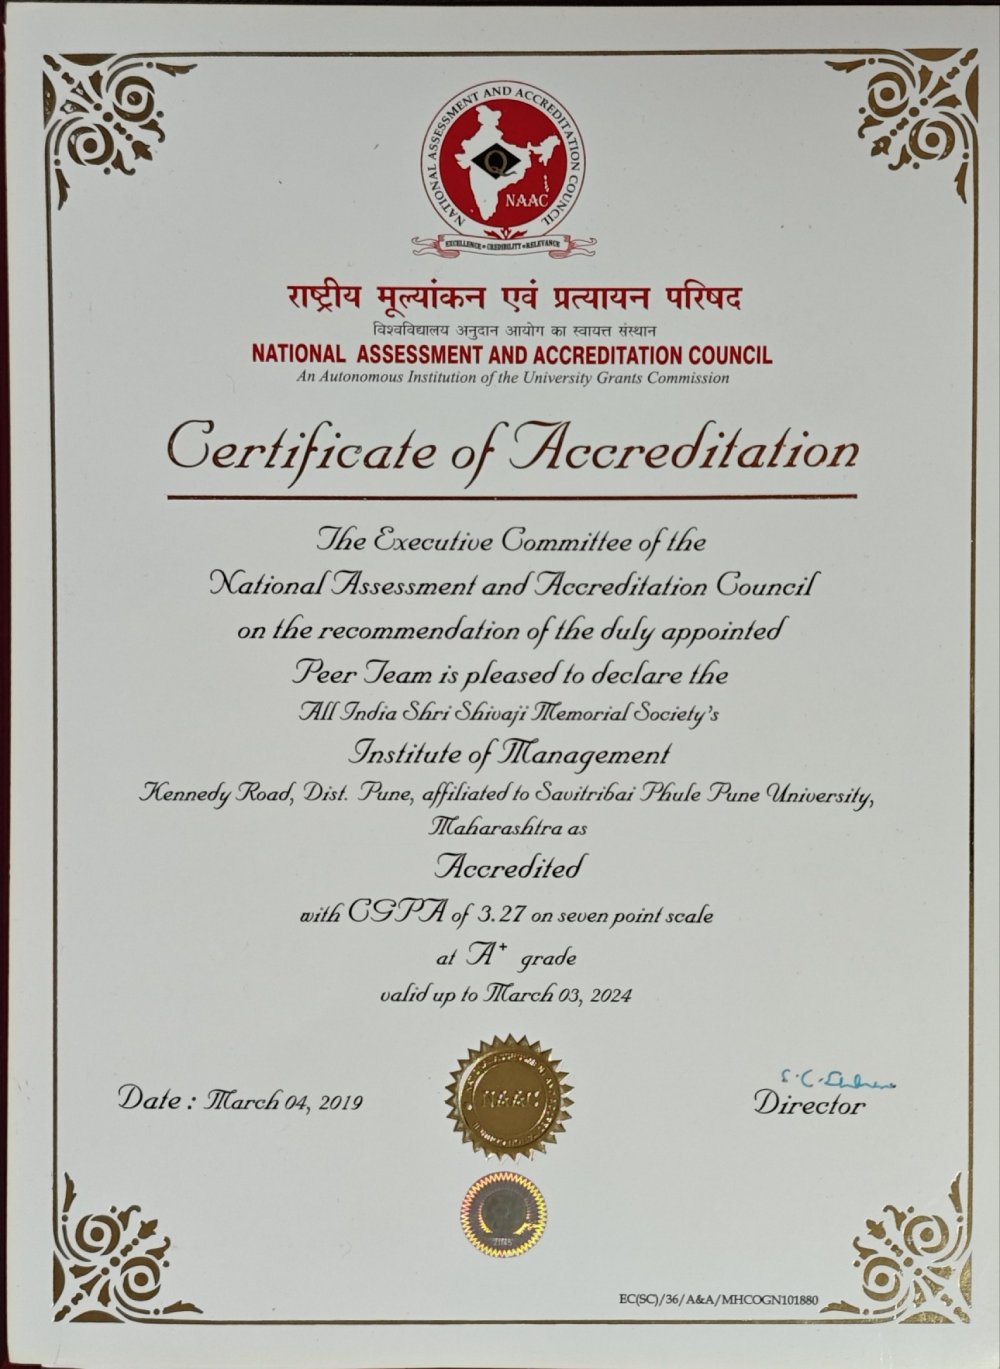 NATIONAL ASSESSMENT AND ACCREDITATION COUNCIL
Q
NAAC
EXCELLENCE • CREDIBILITY • RELEVANCE
राष्ट्रीय मूल्यांकन एवं प्रत्यायन परिषद
विश्वविद्यालय अनुदान आयोग का स्वायत्त संस्थान
NATIONAL ASSESSMENT AND ACCREDITATION COUNCIL
An Autonomous Institution of the University Grants Commission
Certificate of Accreditation
The Executive Committee of the
National Assessment and Accreditation Council
on the recommendation of the duly appointed
Peer Team is pleased to declare the
All India Shri Shivaji Memorial Society's
Institute of Management
Kennedy Road, Dist. Pune, affiliated to Savitribai Phule Pune University,
Maharashtra as
Accredited
with CGPA of 3.27 on seven point scale
at A+ grade
valid up to March 03, 2024
Date : March 04, 2019
NAAC
Director
EC(SC)/36/A&A/MHCOGN101880